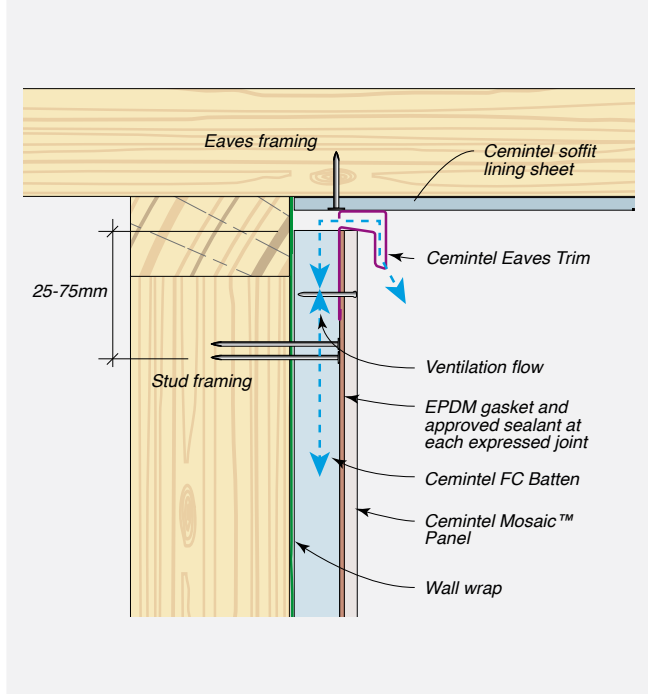 Eaves framing
Cemintel soffit
lining sheet
Cemintel Eaves Trim
25-75mm
Ventilation flow
Stud framing
EPDM gasket and
approved sealant at
each expressed joint
Cemintel FC Batten
Cemintel Mosaic™
Panel
Wall wrap